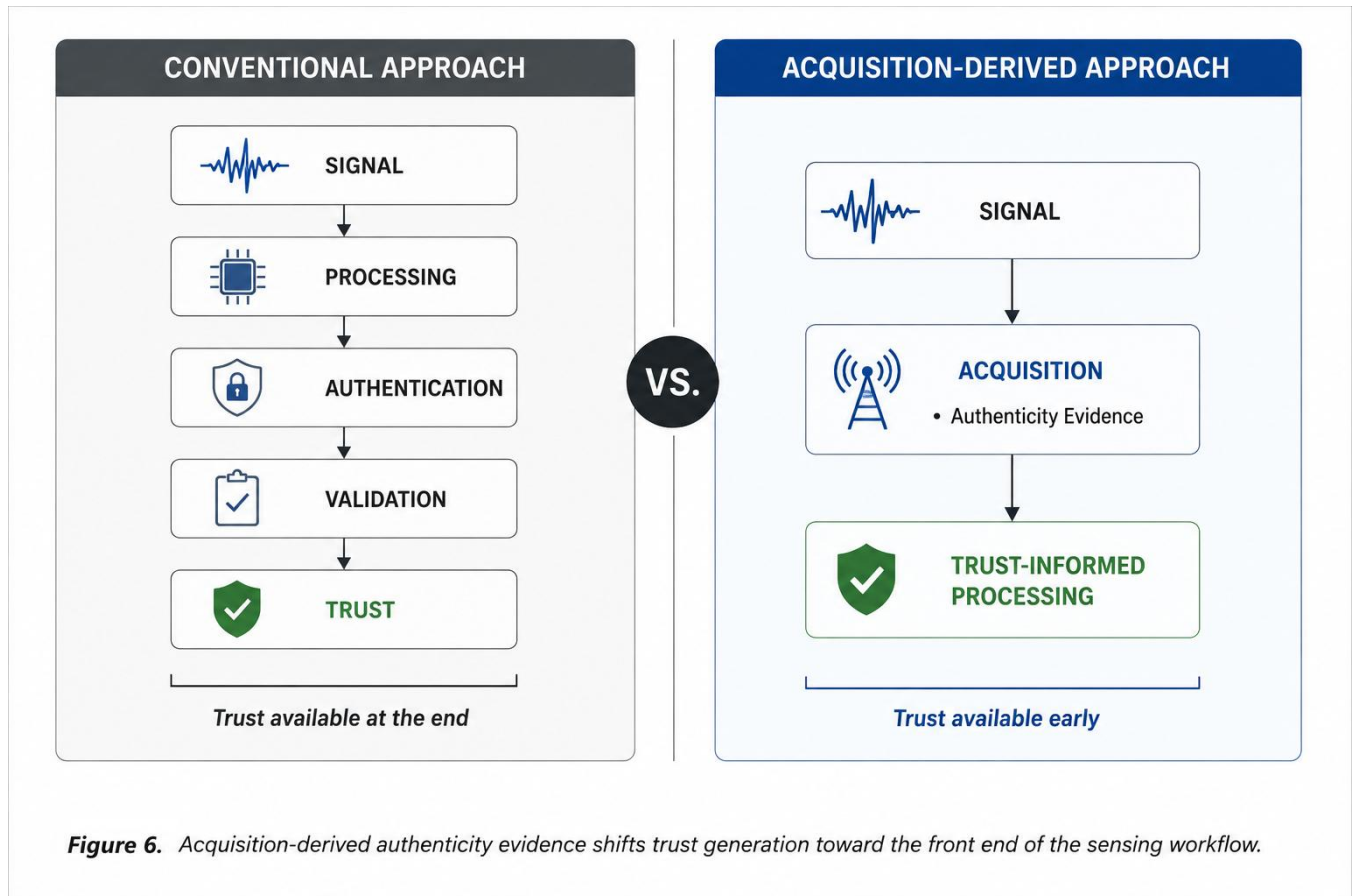 CONVENTIONAL APPROACH
SIGNAL
PROCESSING
AUTHENTICATION
VALIDATION
TRUST
Trust available at the end
VS.
ACQUISITION-DERIVED APPROACH
SIGNAL
ACQUISITION
• Authenticity Evidence
TRUST-INFORMED
PROCESSING
Trust available early
Figure 6. Acquisition-derived authenticity evidence shifts trust generation toward the front end of the sensing workflow.